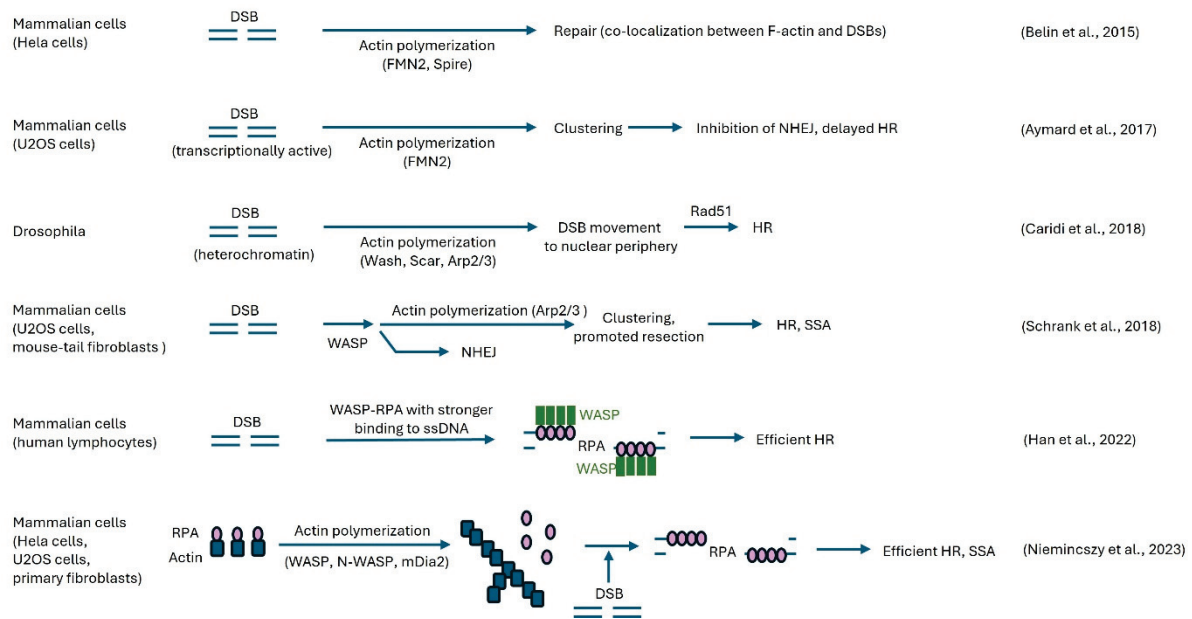 Mammalian cells
(Hela cells)
DSB
Actin polymerization
(FMN2, Spire)
Repair (co-localization between F-actin and DSBs)
(Belin et al., 2015)
Mammalian cells
(U2OS cells)
DSB
(transcriptionally active)
Actin polymerization
(FMN2)
Clustering
Inhibition of NHEJ, delayed HR
(Aymard et al., 2017)
Drosophila
DSB
(heterochromatin)
Actin polymerization
(Wash, Scar, Arp2/3)
DSB movement
to nuclear periphery
Rad51
HR
(Caridi et al., 2018)
Mammalian cells
(U2OS cells,
mouse-tail fibroblasts )
DSB
WASP
Actin polymerization (Arp2/3 )
NHEJ
Clustering,
promoted resection
HR, SSA
(Schrank et al., 2018)
Mammalian cells
(human lymphocytes)
DSB
WASP-RPA with stronger
binding to ssDNA
WASP
RPA
WASP
Efficient HR
(Han et al., 2022)
Mammalian cells
(Hela cells,
U2OS cells,
primary fibroblasts)
RPA
Actin
Actin polymerization
(WASP, N-WASP, mDia2)
DSB
RPA
Efficient HR, SSA
(Niemincszy et al., 2023)